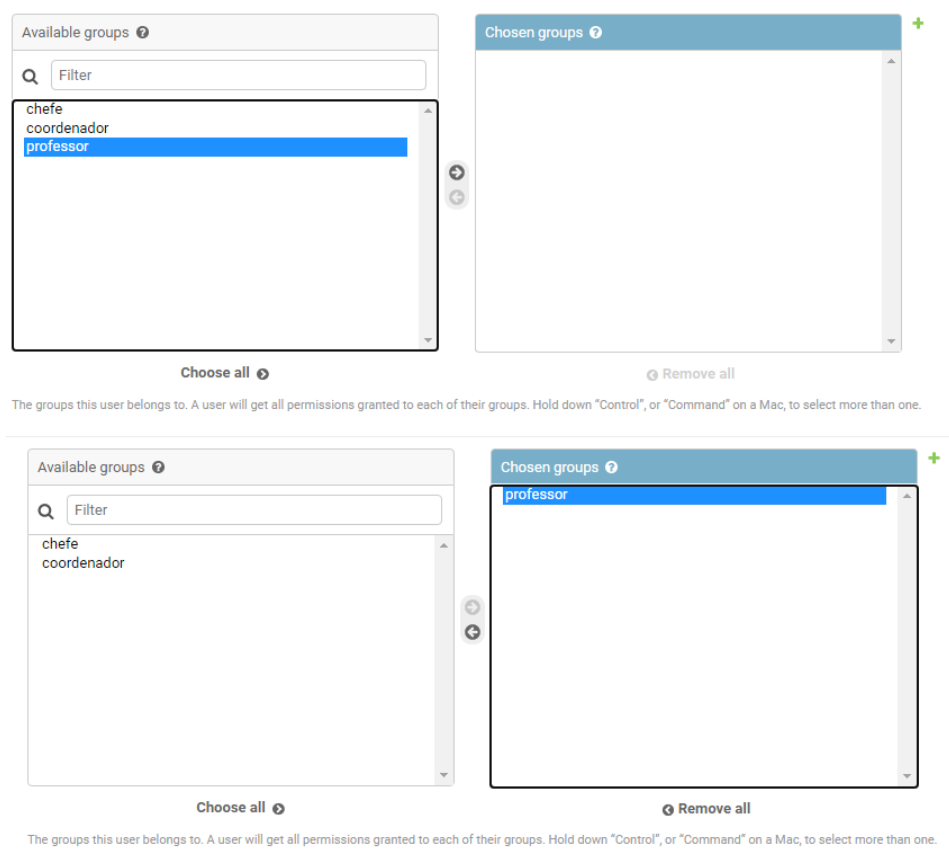 Available groups
Chosen groups
Filter
chefe
coordenador
professor
Choose all
Remove all
The groups this user belongs to. A user will get all permissions granted to each of their groups. Hold down “Control”, or “Command” on a Mac, to select more than one.
Available groups
Chosen groups
Filter
professor
chefe
coordenador
Choose all
Remove all
The groups this user belongs to. A user will get all permissions granted to each of their groups. Hold down “Control”, or “Command” on a Mac, to select more than one.